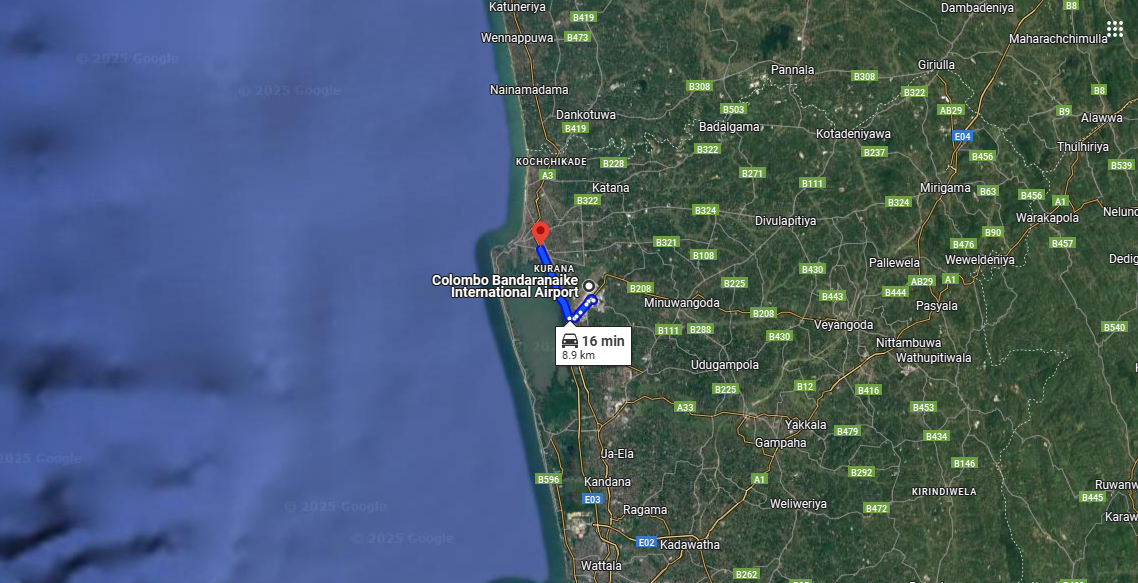 Katuneriya
B419
Dambadeniya
B8
Wennappuwa
B473
Maharachchimulla
© 2025 Google
Pannala
B308
Giriulla
Nainamadama
© 2025 Google
B308
B322
B8
Dankotuwa
B503
AB29
B9
Alawwa
B419
Badalgama
Kotadeniyawa
E04
B322
B237
B456
Thulhiriya
KOCHCHIKADE
B228
B539
A3
B271
B111
Katana
Mirigama
B63
B456
A1
B322
B324
B324
Warakapola
Nelund
Divulapitiya
B90
B321
B476
B457
B108
Pallewela
Weweldeniya
Dedig
KURANA
B430
Colombo Bandaranaike
International Airport
B208
B225
B443
B444
AB29
A1
Minuwangoda
Pasyala
B208
B111
B288
Veyangoda
B540
16 min
8.9 km
B430
Nittambuwa
Wathupitiwala
Udugampola
B225
B12
B416
A33
B453
Yakkala
B479
B434
Gampaha
Ja-Ela
© 2025 Google
B146
B596
Kandana
A1
B292
KIRINDIWELA
Ruwanw
E03
B445
© 2025 Google
Ragama
Weliweriya
B472
Karaw
© 2025 Google
E02
Kadawatha
Wattala
B262